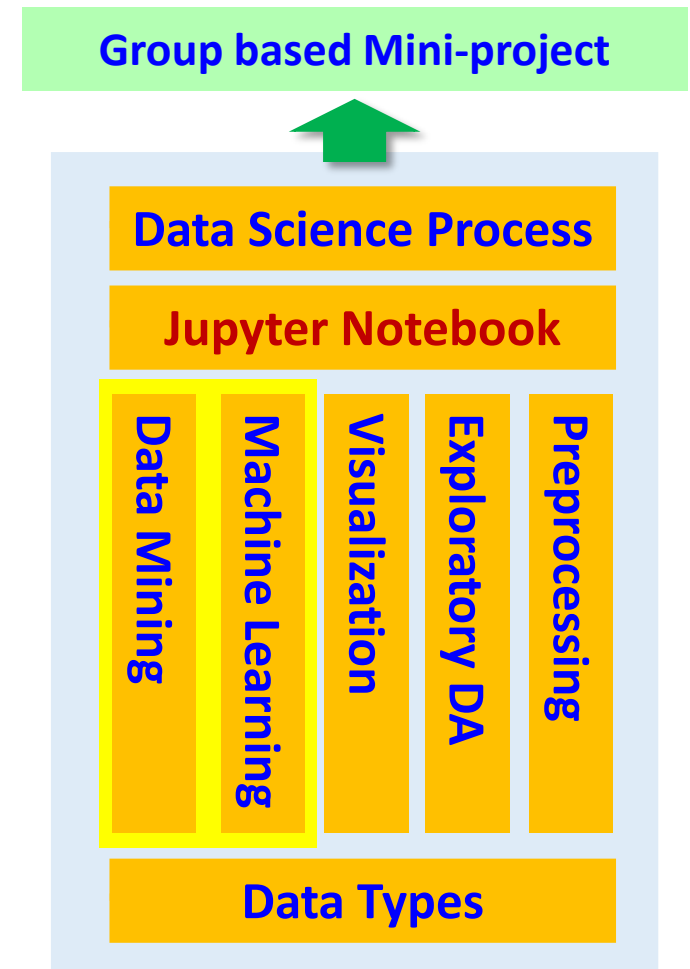 Group based Mini-project
Data Science Process
Jupyter Notebook
Data Mining
Machine Learning
Visualization
Exploratory DA
Preprocessing
Data Types